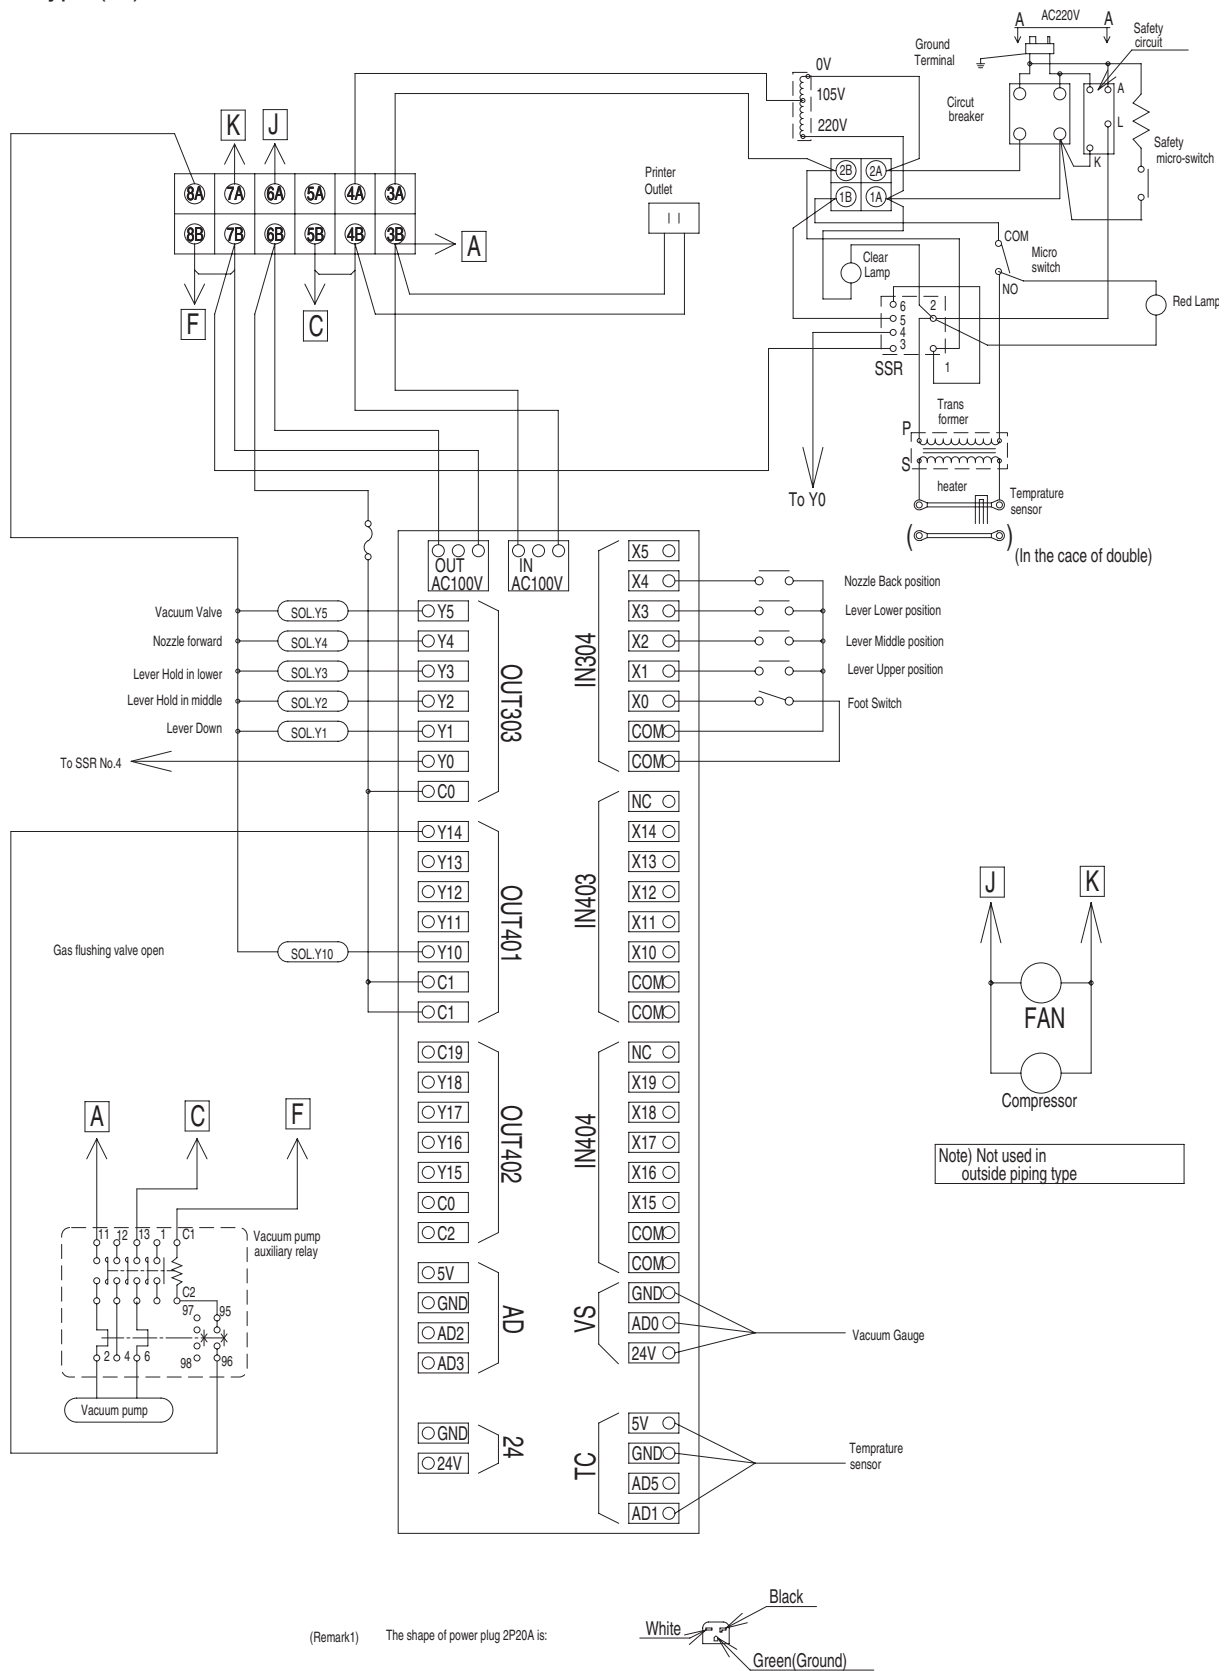 A
AC220V
A
Safety
circuit
Ground
Terminal
0V
105V
220V
Circut
breaker
A
L
K
Safety
micro-switch
K
J
2B
2A
1B
1A
Printer
Outlet
8A
7A
6A
5A
4A
3A
8B
7B
6B
5B
4B
3B
A
F
C
COM
Micro
switch
NO
Clear
Lamp
Red Lamp
6
2
5
4
3
SSR
1
Trans
former
P
S
heater
Temprature
sensor
To Y0
( )
(In the cace of double)
OUT
AC100V
IN
AC100V
Vacuum Valve
SOL.Y5
Y5
Nozzle forward
SOL.Y4
Y4
Lever Hold in lower
SOL.Y3
Y3
Lever Hold in middle
SOL.Y2
Y2
Lever Down
SOL.Y1
Y1
To SSR No.4
Y0
C0
OUT303
X5
X4
Nozzle Back position
X3
Lever Lower position
X2
Lever Middle position
X1
Lever Upper position
X0
Foot Switch
COM
COM
IN304
Y14
Y13
Y12
Y11
Gas flushing valve open
SOL.Y10
Y10
C1
C1
OUT401
NC
X14
X13
X12
X11
X10
COM
COM
IN403
C19
Y18
Y17
Y16
Y15
C0
C2
OUT402
NC
X19
X18
X17
X16
X15
COM
COM
IN404
J
K
FAN
Compressor
Note) Not used in
outside piping type
A
C
F
11
12
13
1
C1
Vacuum pump
auxiliary relay
C2
97
95
2
4
6
98
96
Vacuum pump
5V
GND
AD2
AD3
AD
GND
AD0
24V
VS
Vacuum Gauge
GND
24V
24
5V
GND
AD5
AD1
TC
Temprature
sensor
(Remark1) The shape of power plug 2P20A is:
White
Black
Green(Ground)